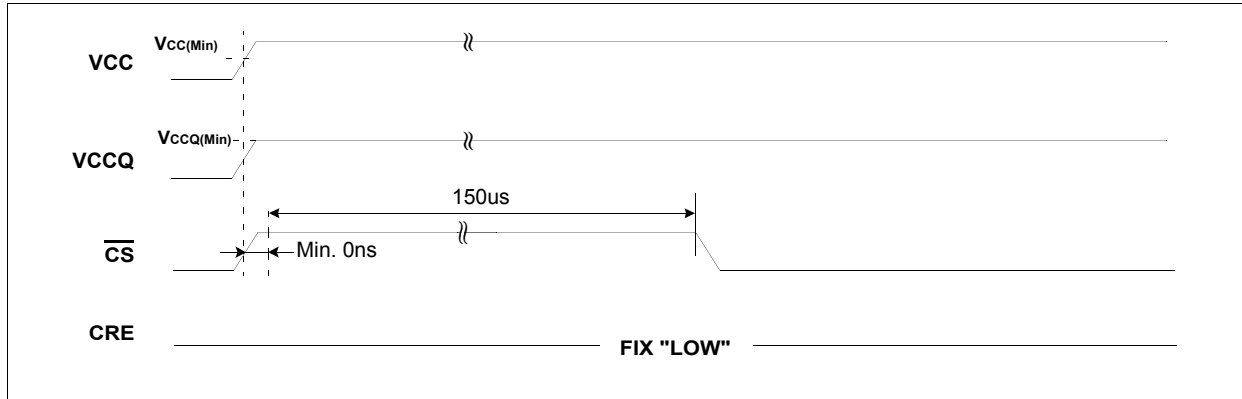 VCC(Min)
VCC
VCCQ(Min)
VCCQ
150us
CS
Min. 0ns
CRE
FIX "LOW"